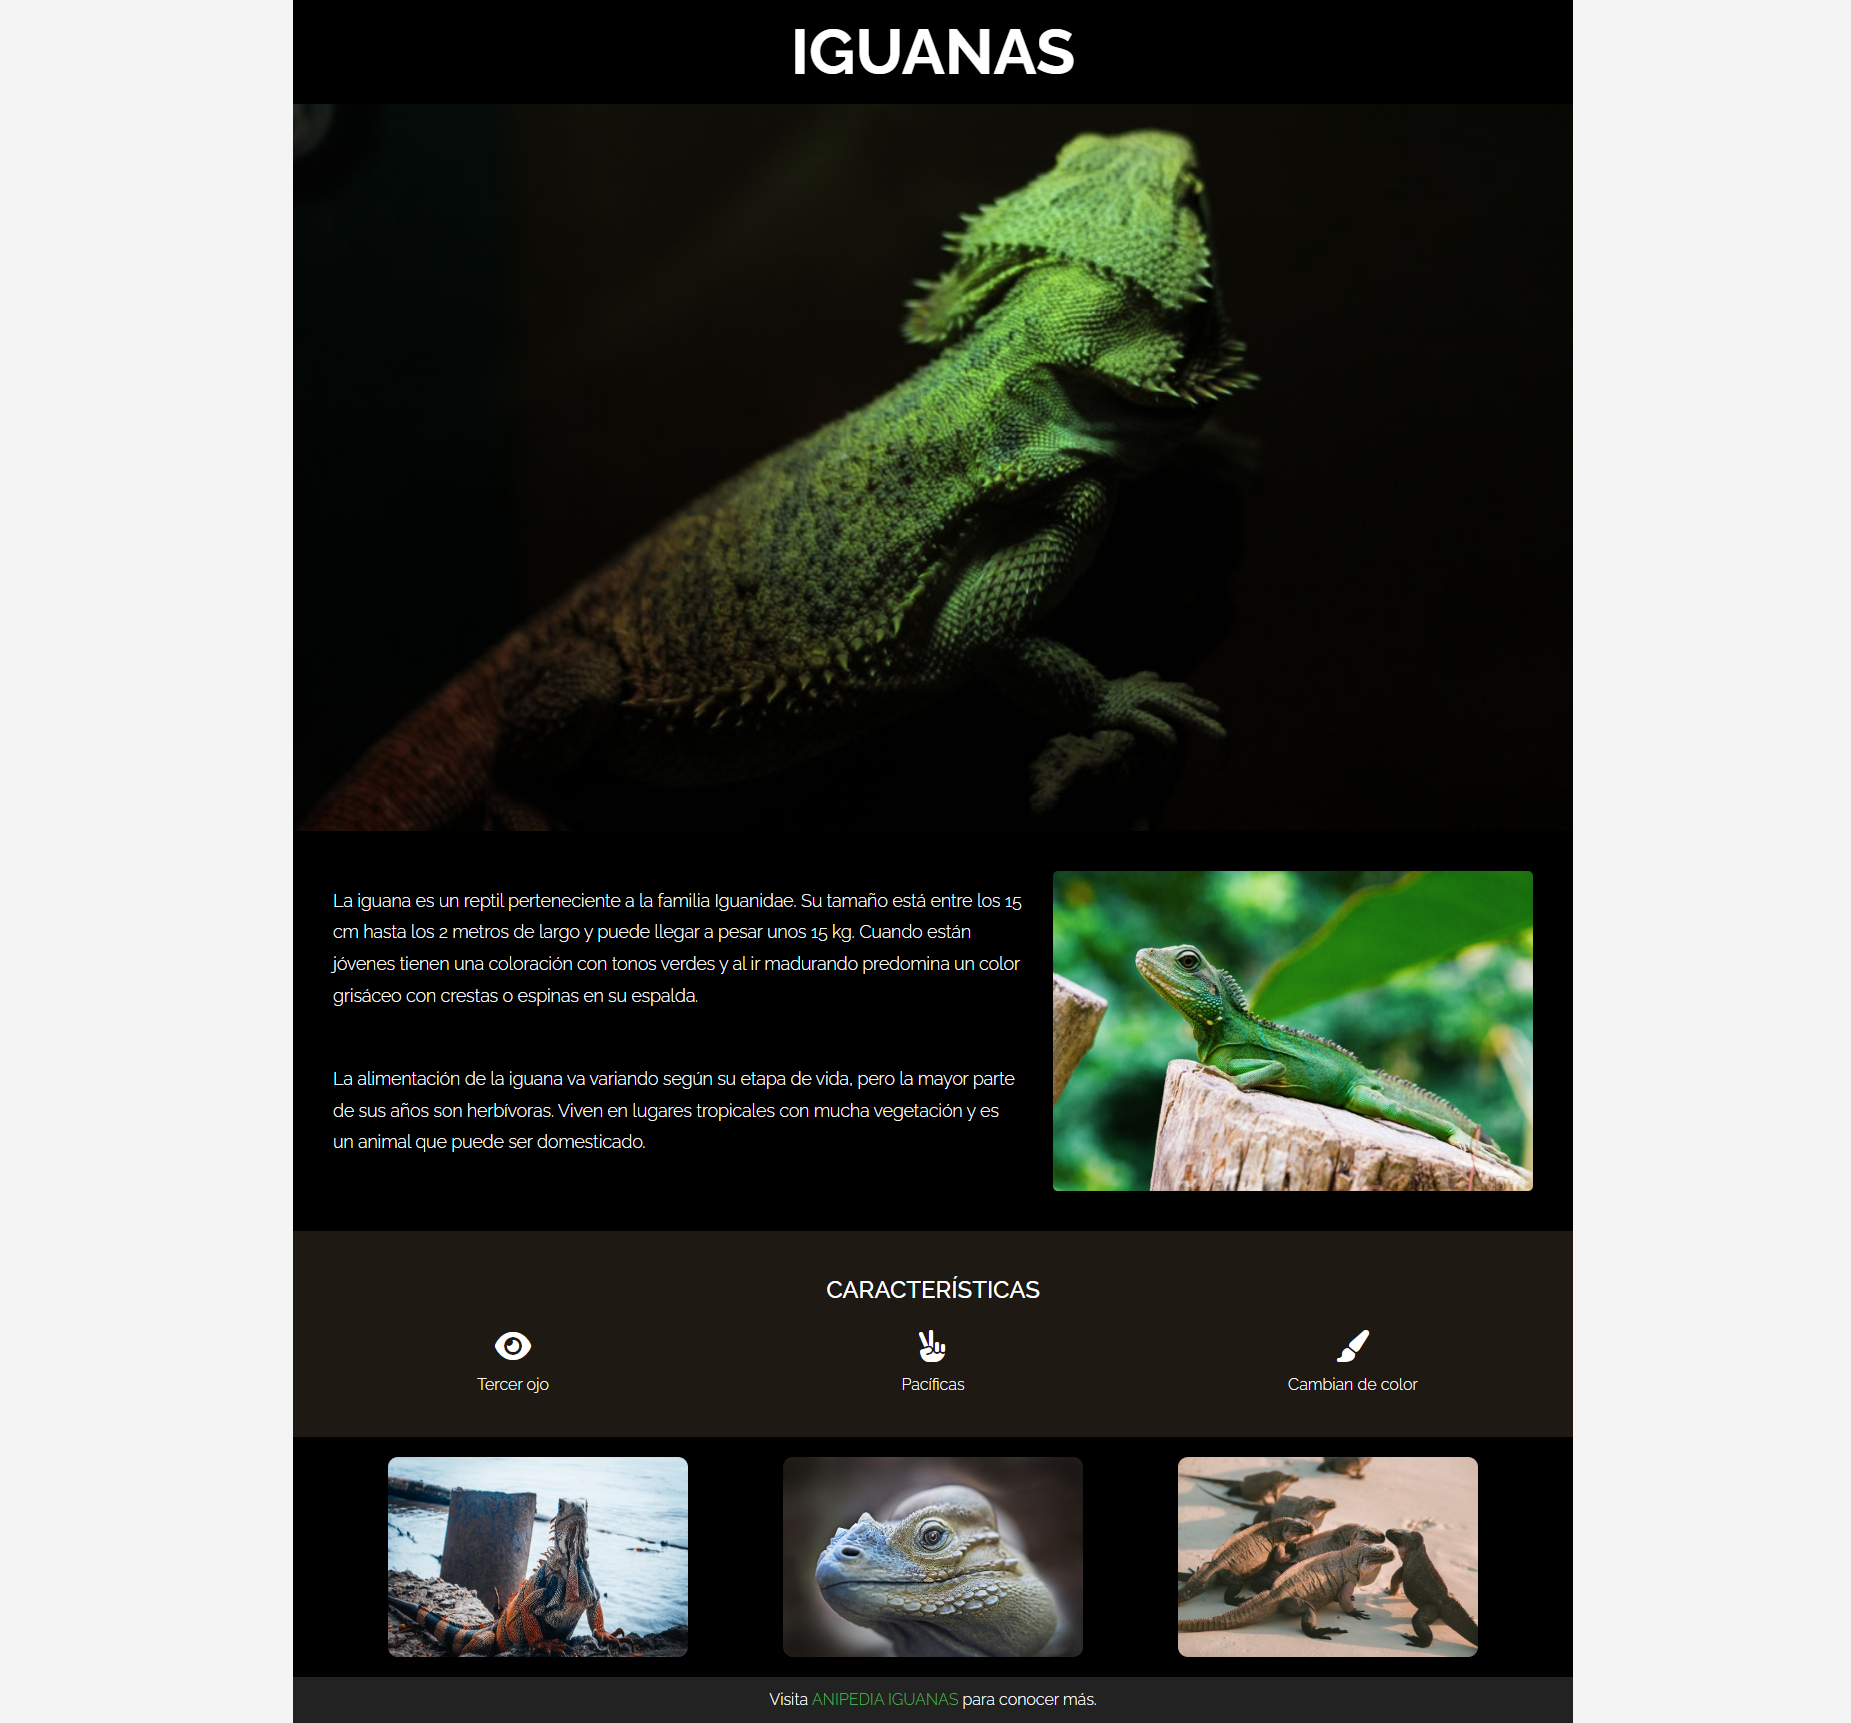 IGUANAS
La iguana es un reptil perteneciente a la familia Iguanidae. Su tamaño está entre los 15
cm hasta los 2 metros de largo y puede llegar a pesar unos 15 kg. Cuando están
jóvenes tienen una coloración con tonos verdes y al ir madurando predomina un color
grisáceo con crestas o espinas en su espalda.
La alimentación de la iguana va variando según su etapa de vida, pero la mayor parte
de sus años son herbívoras. Viven en lugares tropicales con mucha vegetación y es
un animal que puede ser domesticado.
CARACTERÍSTICAS
Tercer ojo
Pacíficas
Cambian de color
Visita ANIPEDIA IGUANAS para conocer más.